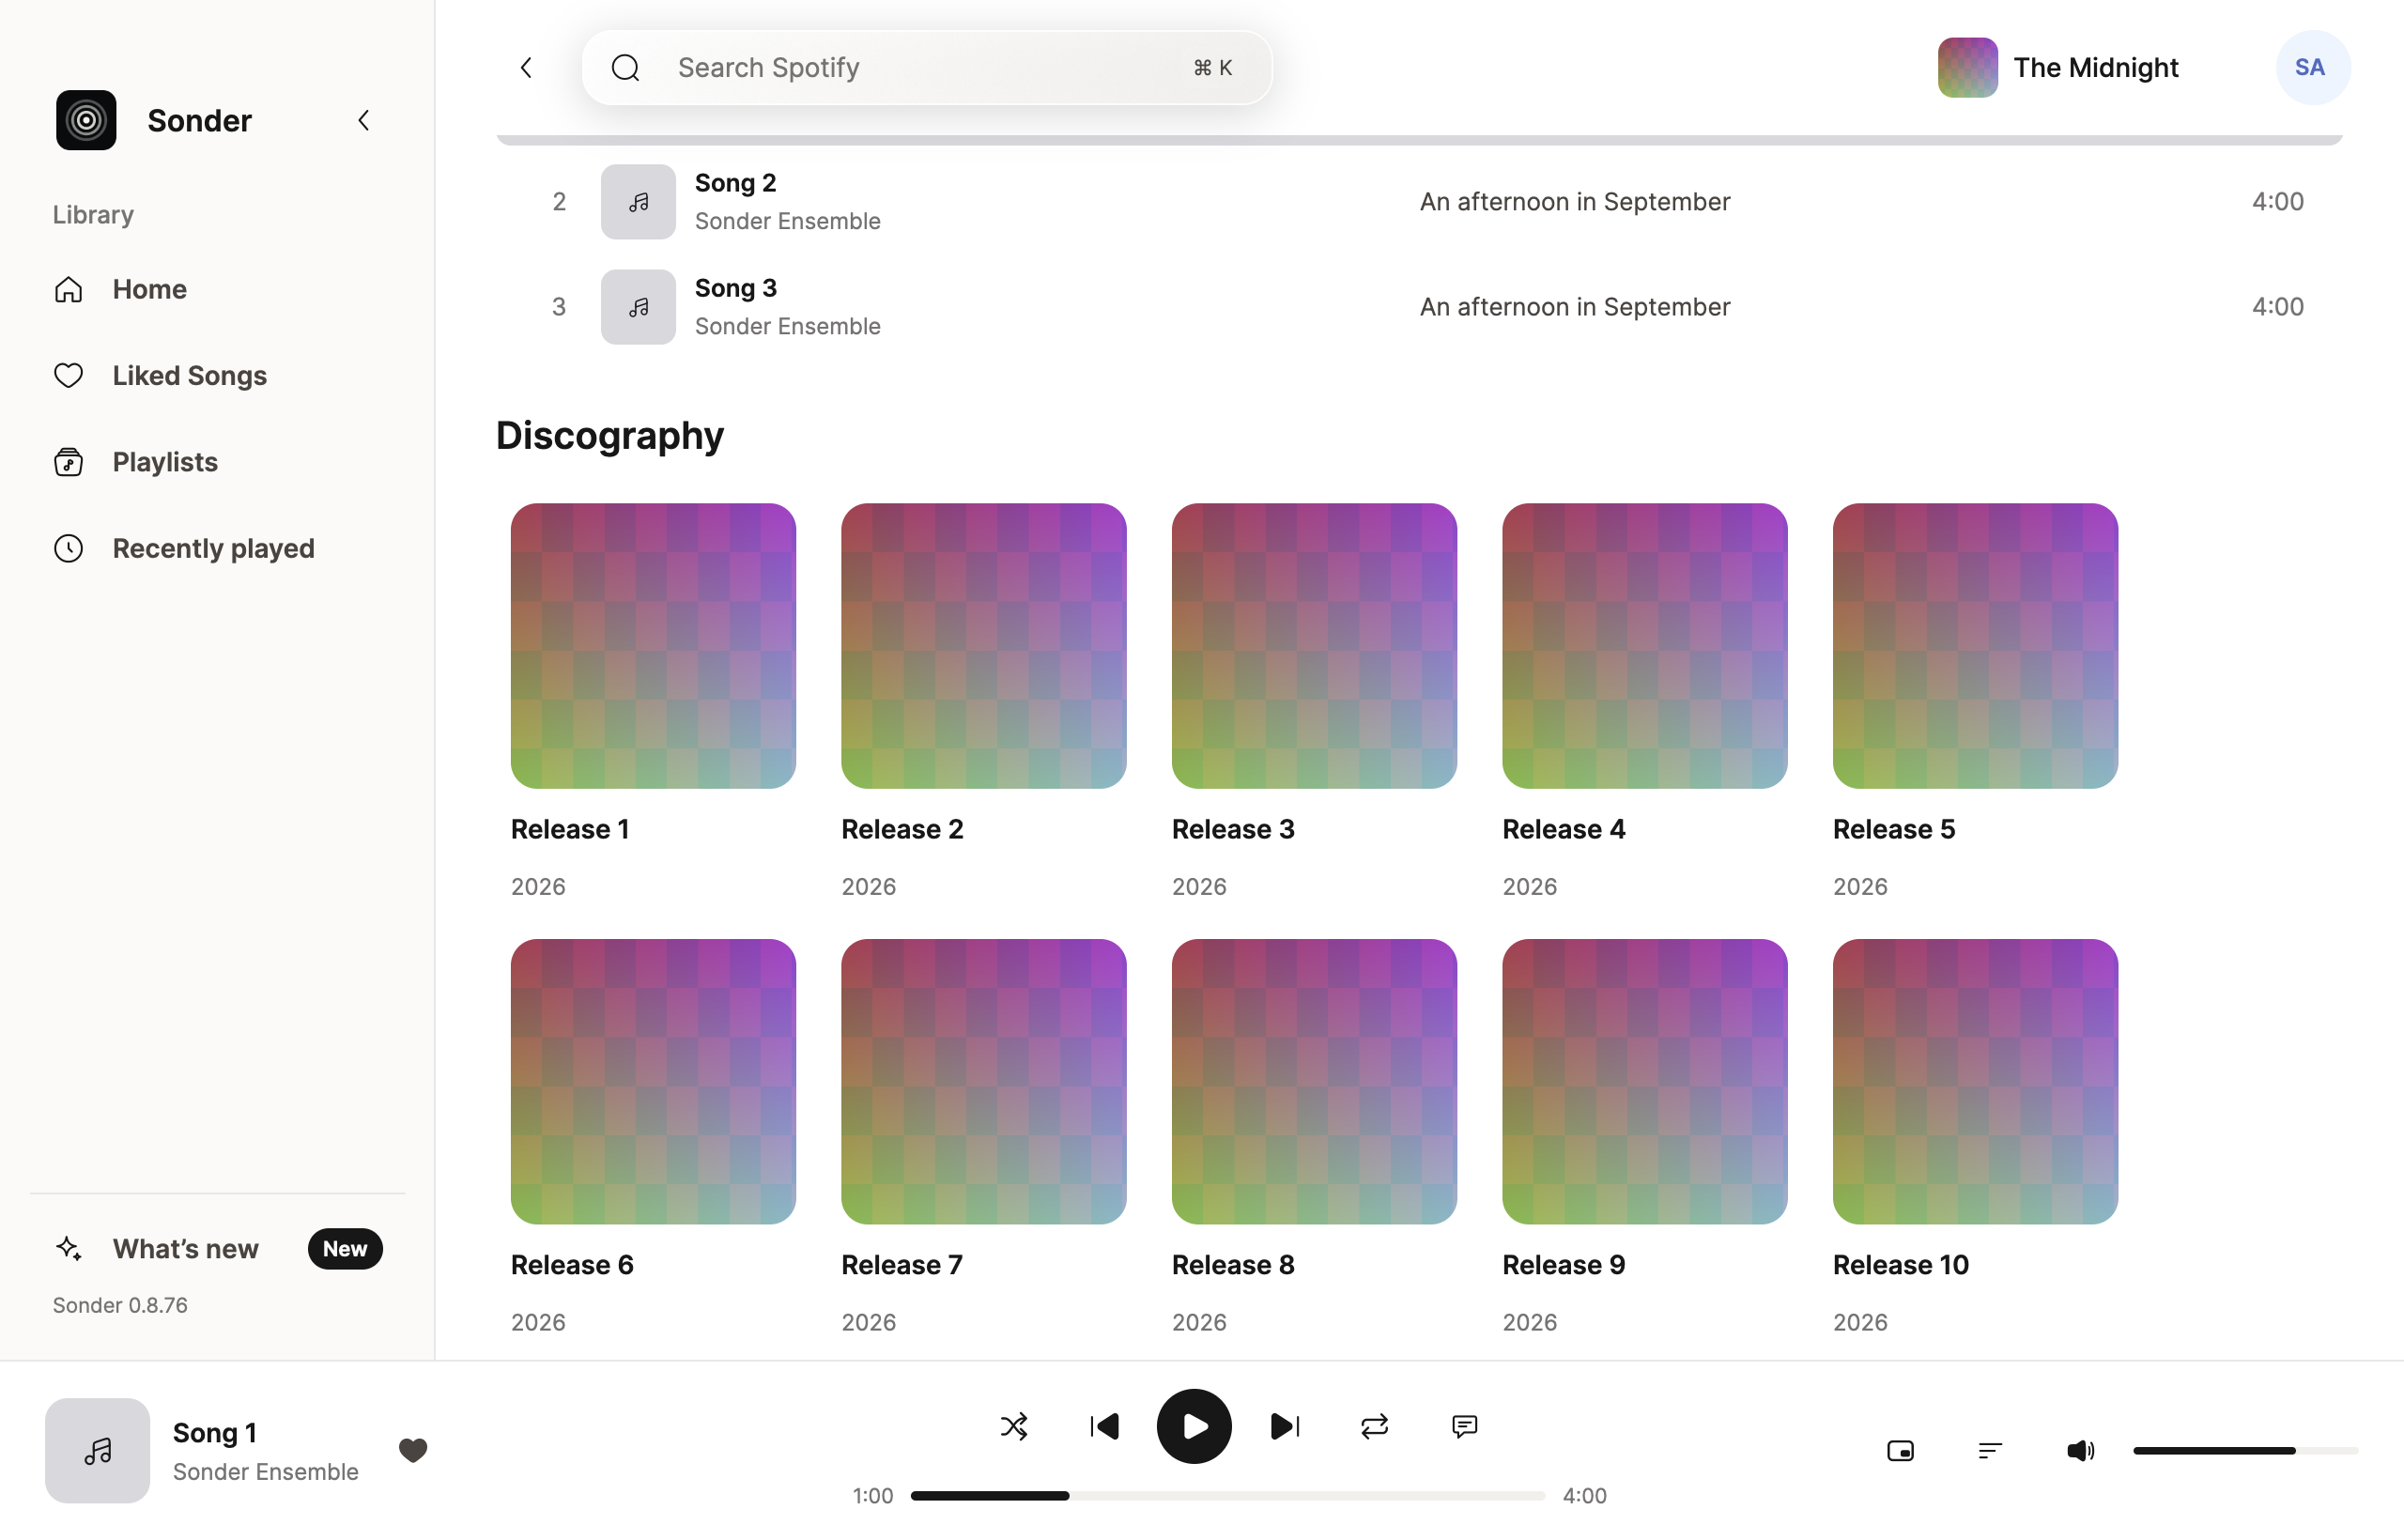 Sonder
Library
Home
Liked Songs
Playlists
Recently played
What’s new
New
Sonder 0.8.76
Search Spotify
⌘ K
The Midnight
SA
2
Song 2
Sonder Ensemble
An afternoon in September
4:00
3
Song 3
Sonder Ensemble
An afternoon in September
4:00
Discography
Release 1
2026
Release 2
2026
Release 3
2026
Release 4
2026
Release 5
2026
Release 6
2026
Release 7
2026
Release 8
2026
Release 9
2026
Release 10
2026
Song 1
Sonder Ensemble
1:00
4:00